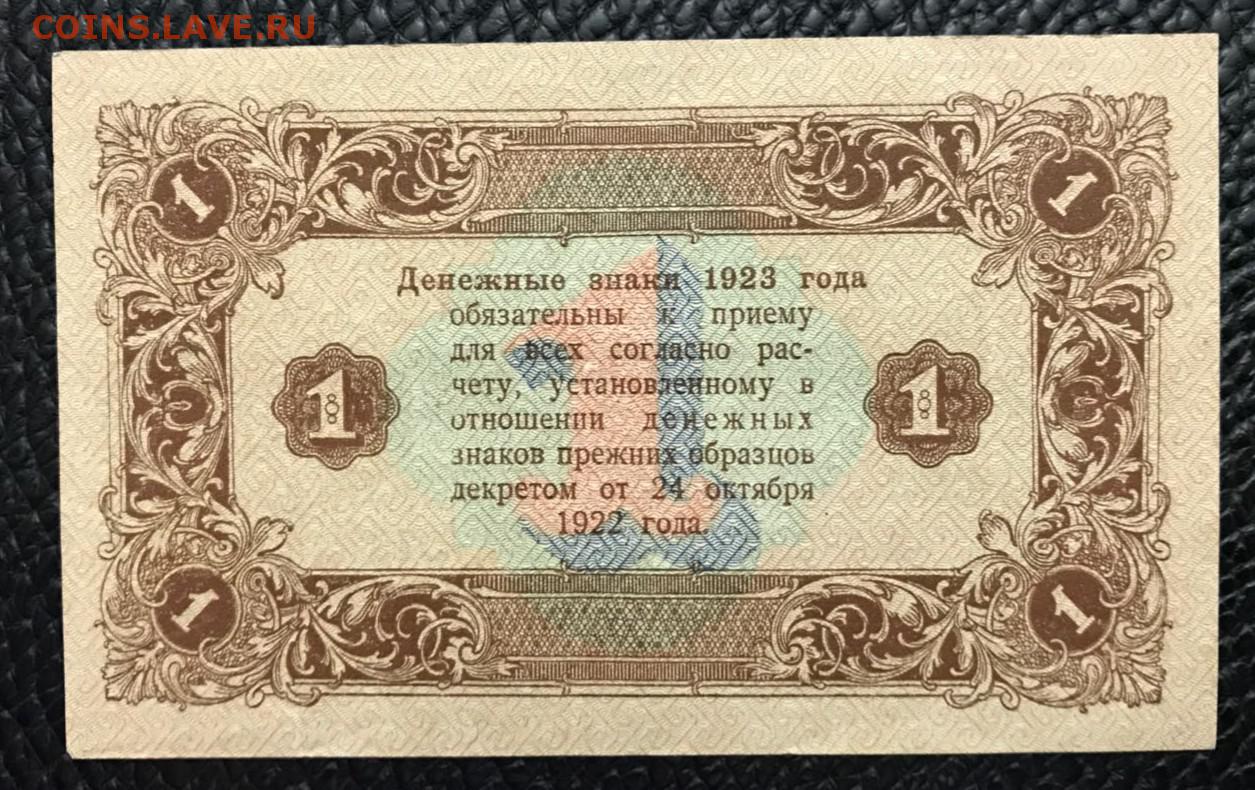 COINS.LAVE.RU
1
1
Денежные знаки 1923 года
обязательны к приему
для всех согласно рас-
чету, установленному в
отношении денежных
знаков прежних образцов
декретом от 24 октября
1922 года.
1
1
1
1
1